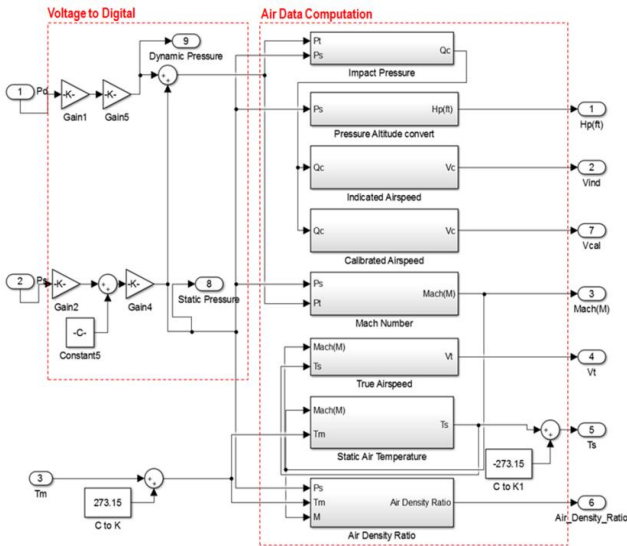 Voltage to Digital
Air Data Computation
9
Dynamic Pressure
1
Pd
-K-
Gain1
-K-
Gain5
+
+
Pt
Ps
Qc
Impact Pressure
Ps
Hp(ft)
Pressure Altitude convert
1
Hp(ft)
Qc
Vc
Indicated Airspeed
2
Vind
Qc
Vc
Calibrated Airspeed
7
Vcal
2
Ps
-K-
Gain2
+
+
-K-
Gain4
8
Static Pressure
-C-
Constant5
Ps
Pt
Mach(M)
Mach Number
3
Mach(M)
Mach(M)
Ts
Vt
True Airspeed
4
Vt
Mach(M)
Tm
Ts
Static Air Temperature
+
+
5
Ts
-273.15
C to K1
3
Tm
+
+
273.15
C to K
Ps
Tm
M
Air Density Ratio
Air Density Ratio
6
Air_Density_Ratio